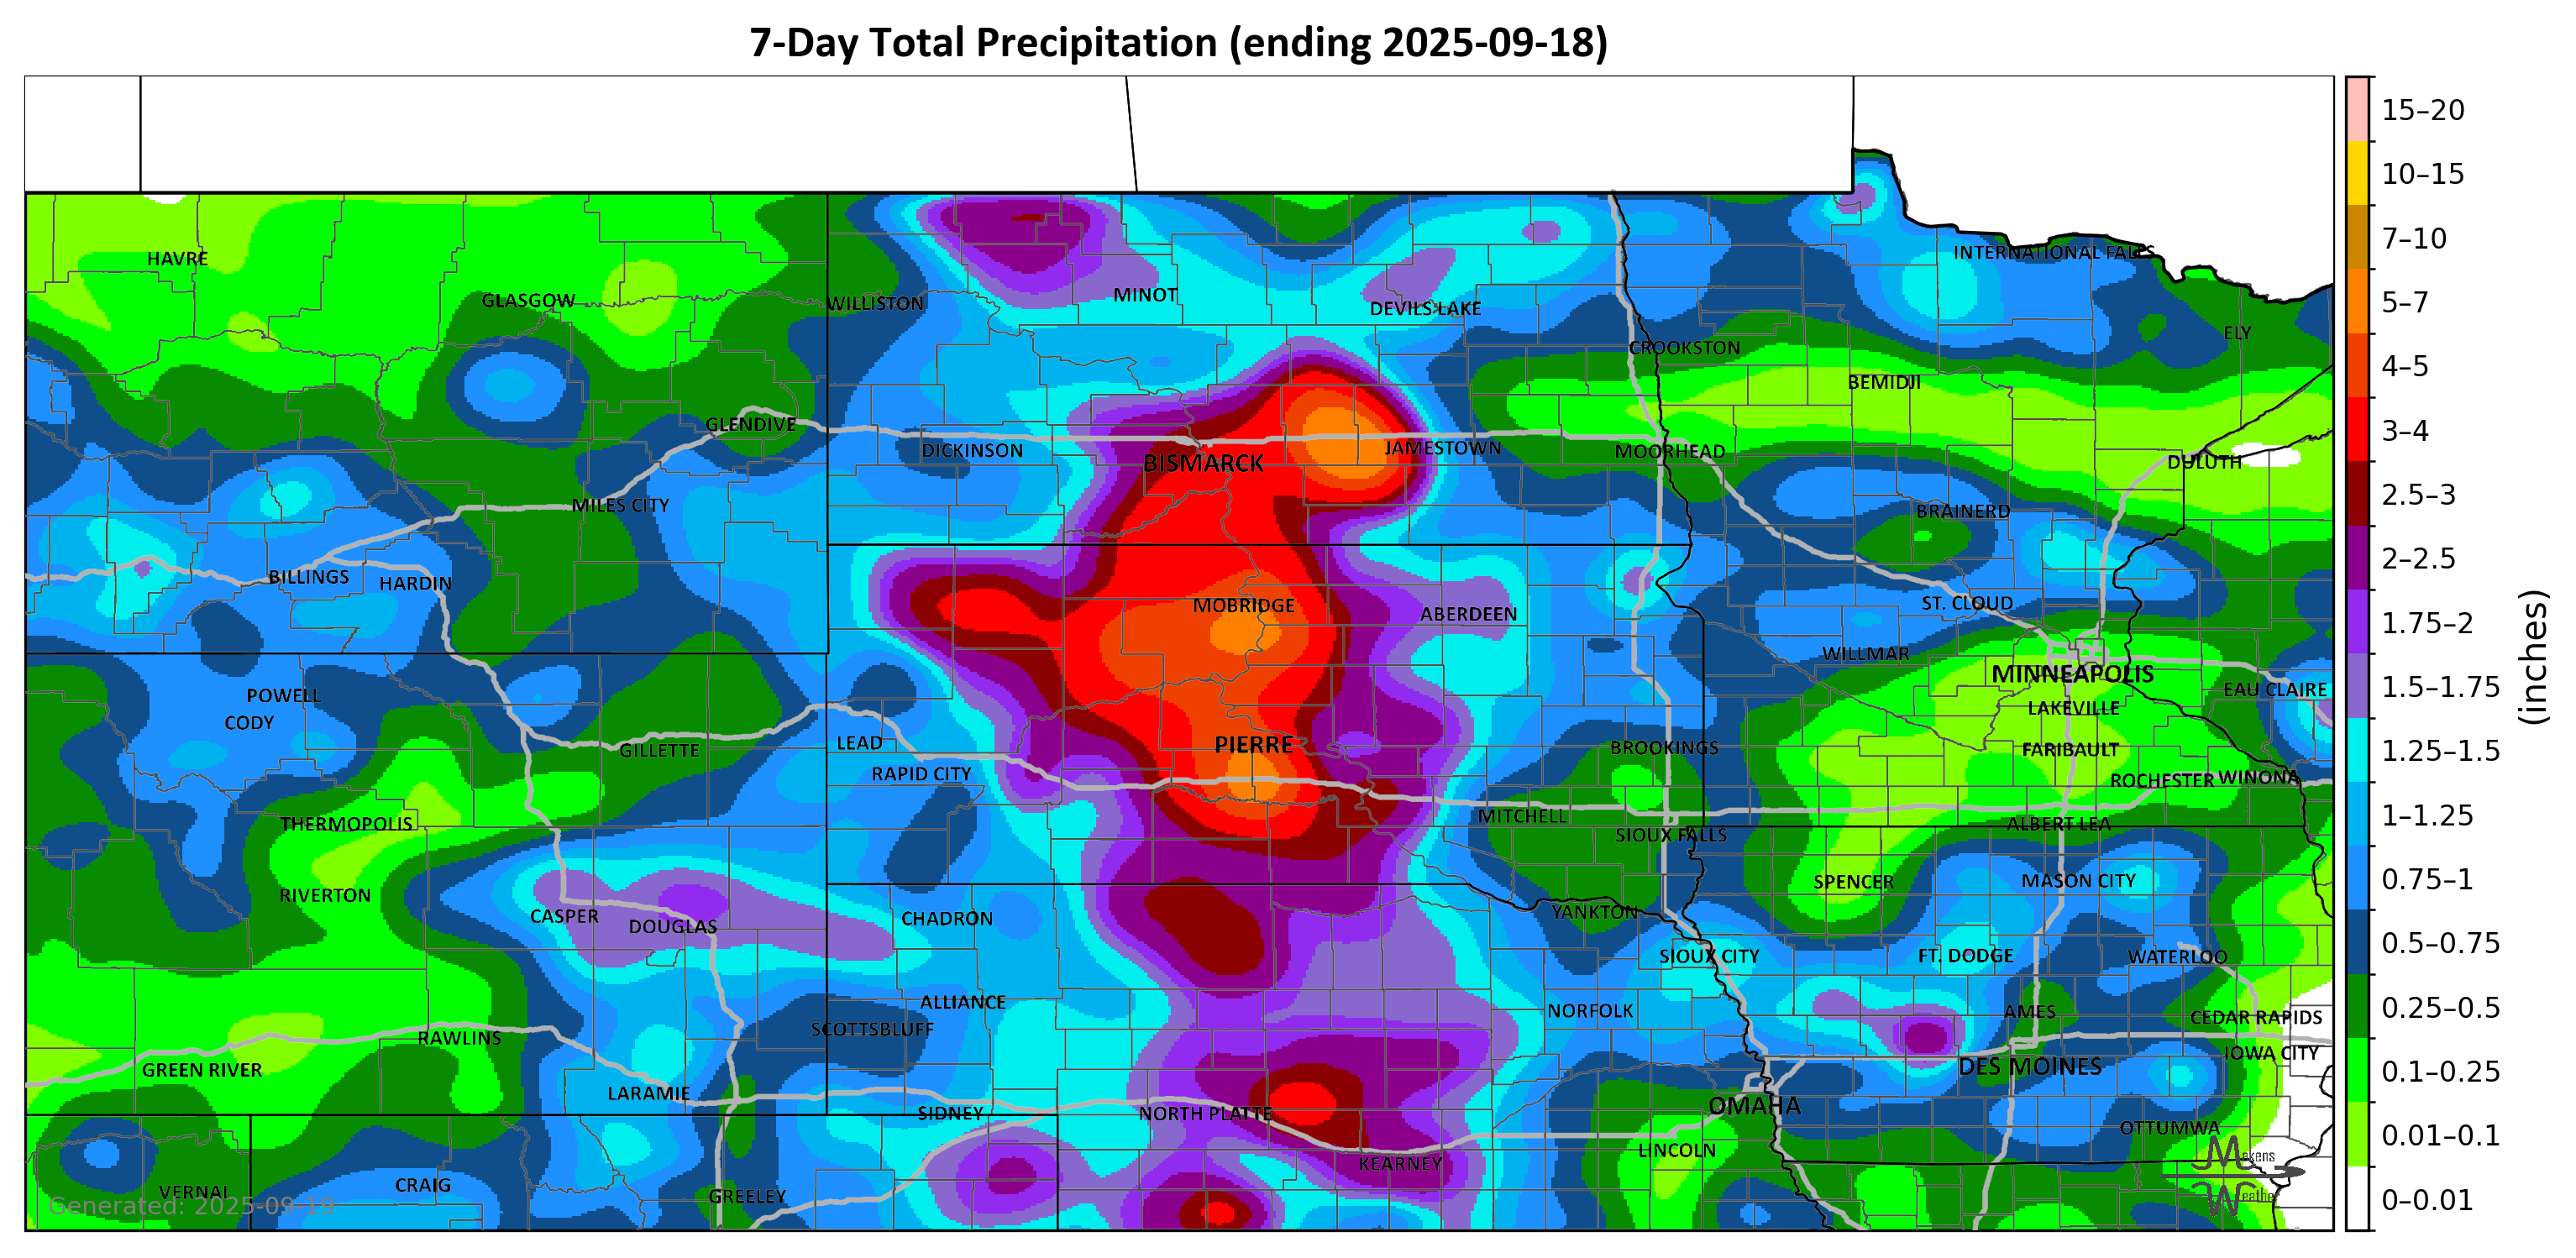 7-Day Total Precipitation (ending 2025-09-18)
HAVRE
INTERNATIONAL FALLS
GLASGOW
WILLISTON
MINOT
DEVILS LAKE
ELY
CROOKSTON
BEMIDJI
GLENDIVE
DICKINSON
BISMARCK
JAMESTOWN
MOORHEAD
DULUTH
MILES CITY
BRAINERD
BILLINGS
HARDIN
MOBRIDGE
ABERDEEN
ST. CLOUD
WILLMAR
MINNEAPOLIS
POWELL
CODY
EAU CLAIRE
LAKEVILLE
GILLETTE
LEAD
PIERRE
BROOKINGS
FARIBAULT
RAPID CITY
ROCHESTER
WINONA
THERMOPOLIS
MITCHELL
SIOUX FALLS
ALBERT LEA
RIVERTON
SPENCER
MASON CITY
CASPER
DOUGLAS
CHADRON
YANKTON
SIOUX CITY
FT. DODGE
WATERLOO
ALLIANCE
NORFOLK
AMES
CEDAR RAPIDS
SCOTTSBLUFF
RAWLINS
IOWA CITY
GREEN RIVER
DES MOINES
LARAMIE
SIDNEY
NORTH PLATTE
OMAHA
OTTUMWA
LINCOLN
KEARNEY
VERNAL
CRAIG
GREELEY
Generated: 2025-09-19
Makens
Weather
15–20
10–15
7–10
5–7
4–5
3–4
2.5–3
2–2.5
1.75–2
1.5–1.75
1.25–1.5
1–1.25
0.75–1
0.5–0.75
0.25–0.5
0.1–0.25
0.01–0.1
0–0.01
(inches)